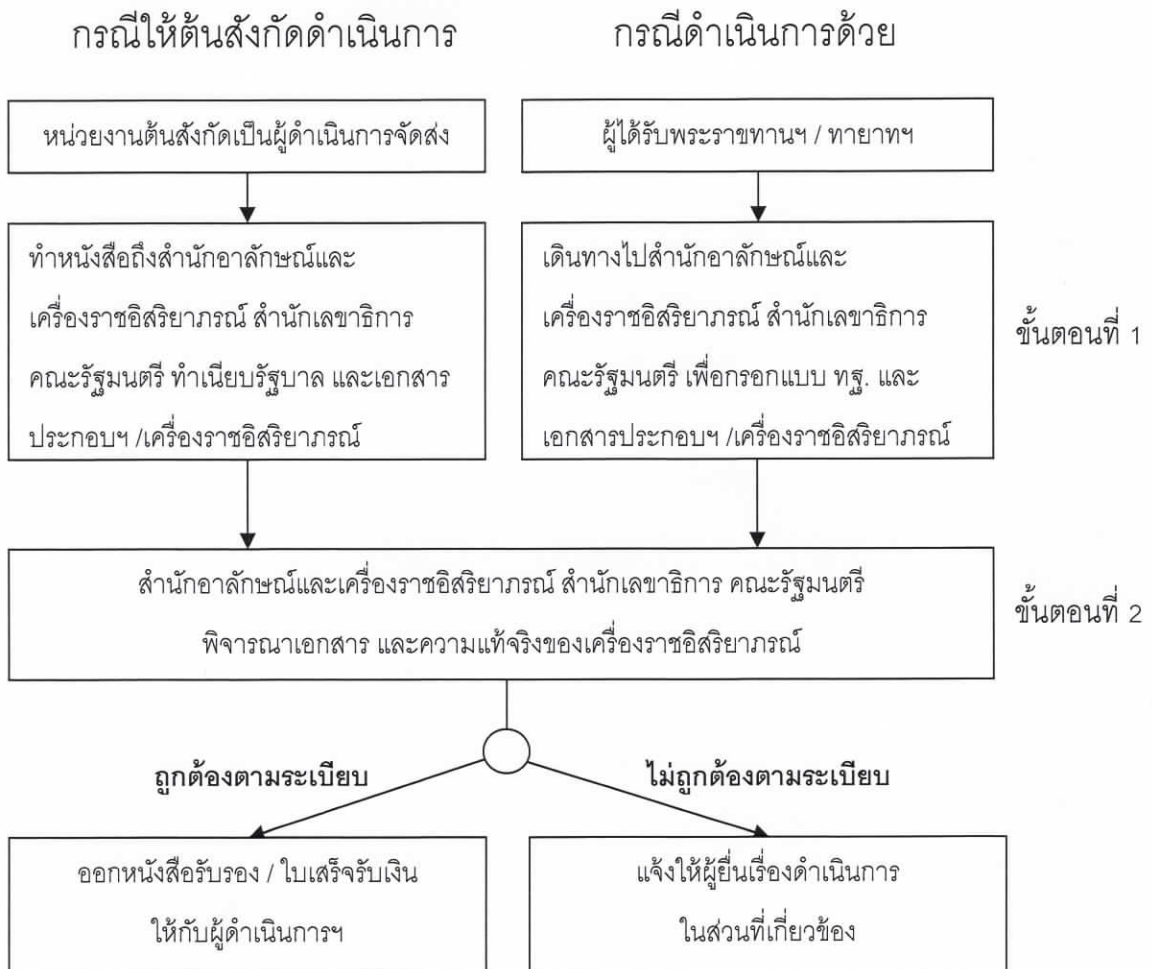 กรณีให้ต้นสังกัดดำเนินการ
กรณีดำเนินการด้วย
หน่วยงานต้นสังกัดเป็นผู้ดำเนินการจัดส่ง
ผู้ได้รับพระราขทานฯ / ทายาทฯ
ทำหนังสือถึงสำนักอาลักษณ์และ
เครื่องราชอิสริยาภรณ์ สำนักเลขาธิการ
คณะรัฐมนตรี ทำเนียบรัฐบาล และเอกสาร
ประกอบฯ /เครื่องราชอิสริยาภรณ์
เดินทางไปสำนักอาลักษณ์และ
เครื่องราชอิสริยาภรณ์ สำนักเลขาธิการ
คณะรัฐมนตรี เพื่อกรอกแบบ ทฐ. และ
เอกสารประกอบฯ /เครื่องราชอิสริยาภรณ์
ขั้นตอนที่ 1
สำนักอาลักษณ์และเครื่องราชอิสริยาภรณ์ สำนักเลขาธิการ คณะรัฐมนตรี
พิจารณาเอกสาร และความแท้จริงของเครื่องราชอิสริยาภรณ์
ขั้นตอนที่ 2
ถูกต้องตามระเบียบ
ไม่ถูกต้องตามระเบียบ
ออกหนังสือรับรอง / ใบเสร็จรับเงิน
ให้กับผู้ดำเนินการฯ
แจ้งให้ผู้ยื่นเรื่องดำเนินการ
ในส่วนที่เกี่ยวข้อง